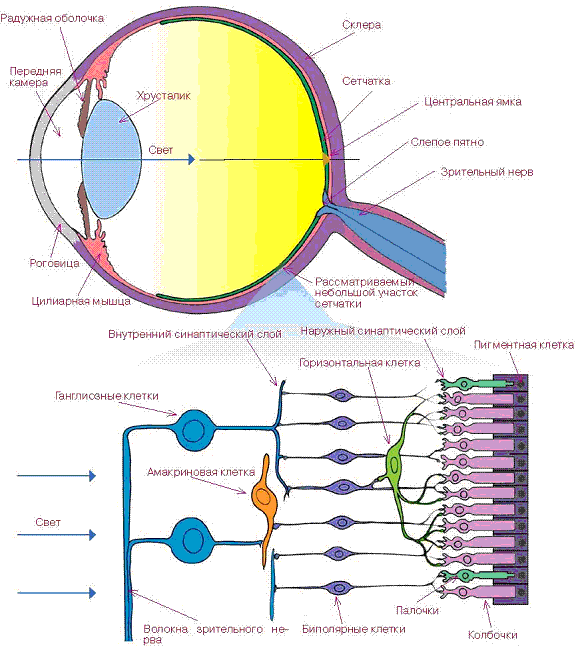 Радужная оболочка
Склера
Передняя
камера
Хрусталик
Сетчатка
Центральная ямка
Свет
Слепое пятно
Зрительный нерв
Роговица
Цилиарная мышца
Рассматриваемый
небольшой участок
сетчатки
Внутренний синаптический слой
Наружный синаптический слой
Пигментная клетка
Горизонтальная клетка
Ганглиозные клетки
Амакриновая клетка
Свет
Палочки
Волокна зрительного не-
рва
Биполярные клетки
Колбочки